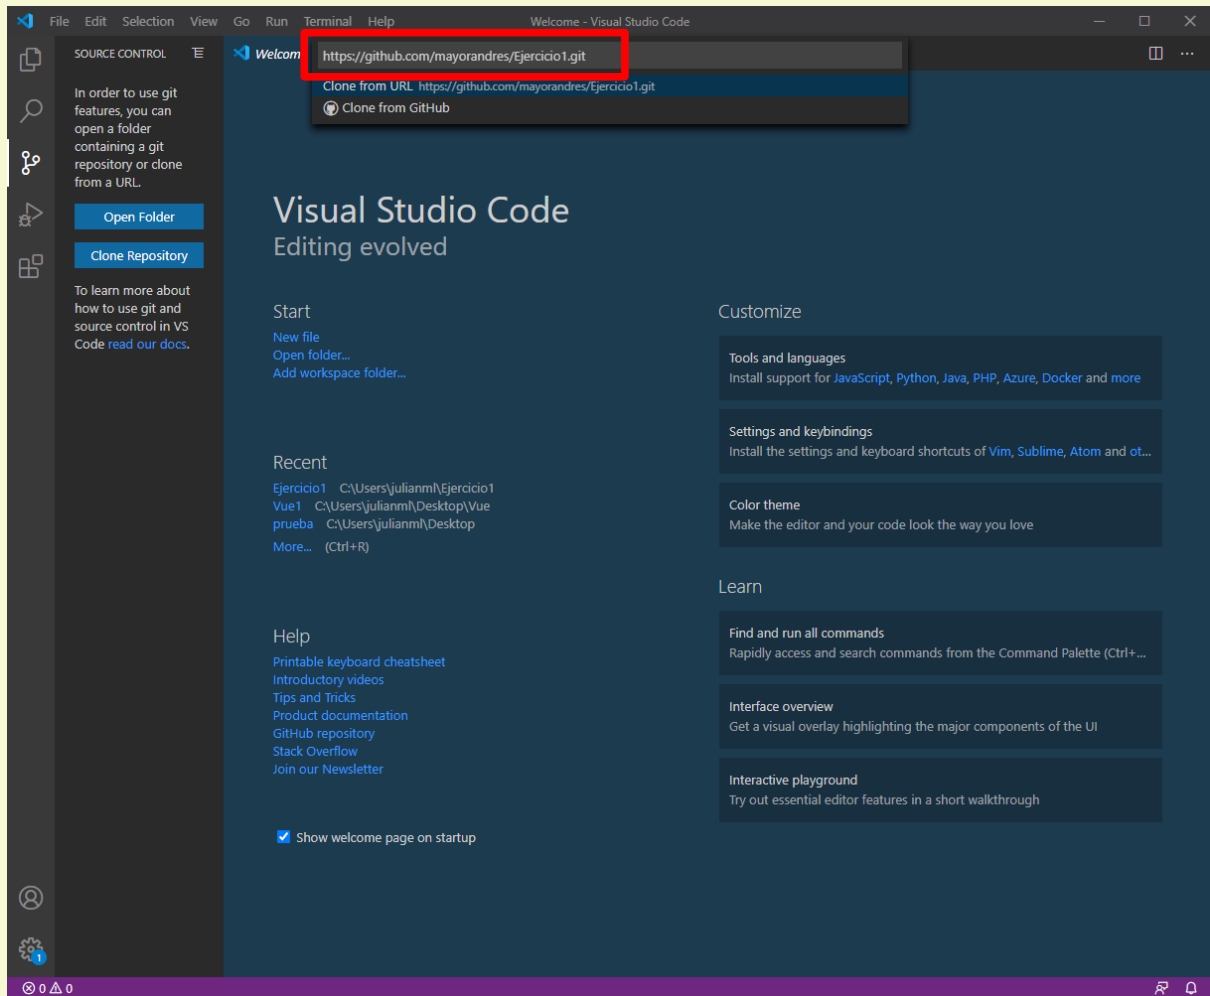 File Edit Selection View Go Run Terminal Help Welcome - Visual Studio Code
SOURCE CONTROL
Welcom
https://github.com/mayorandres/Ejercicio1.git
Clone from URL https://github.com/mayorandres/Ejercicio1.git
Clone from GitHub
In order to use git
features, you can
open a folder
containing a git
repository or clone
from a URL.
Open Folder
Clone Repository
To learn more about
how to use git and
source control in VS
Code read our docs.
Visual Studio Code
Editing evolved
Start
New file
Open folder...
Add workspace folder...
Recent
Ejercicio1 C:\Users\julianml\Ejercicio1
Vue1 C:\Users\julianml\Desktop\Vue
prueba C:\Users\julianml\Desktop
More... (Ctrl+R)
Help
Printable keyboard cheatsheet
Introductory videos
Tips and Tricks
Product documentation
GitHub repository
Stack Overflow
Join our Newsletter
Show welcome page on startup
Customize
Tools and languages
Install support for JavaScript, Python, Java, PHP, Azure, Docker and more
Settings and keybindings
Install the settings and keyboard shortcuts of Vim, Sublime, Atom and ot...
Color theme
Make the editor and your code look the way you love
Learn
Find and run all commands
Rapidly access and search commands from the Command Palette (Ctrl+...
Interface overview
Get a visual overlay highlighting the major components of the UI
Interactive playground
Try out essential editor features in a short walkthrough
1
0 0